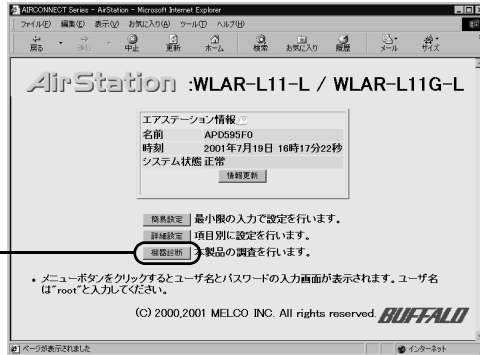 AIRCONNECT Series - AirStation - Microsoft Internet Explorer
ファイル(F) 編集(E) 表示(V) お気に入り(A) ツール(T) ヘルプ(H)
戻る 進む 中止 更新 ホーム 検索 お気に入り 履歴 メール サイズ
AirStation :WLAR-L11-L / WLAR-L11G-L
エアステーション情報 ?
名前 APD595F0
時刻 2001年7月19日 16時17分22秒
システム状態 正常
情報更新
簡易設定 最小限の入力で設定を行います。
詳細設定 項目別に設定を行います。
機器診断 本製品の調査を行います。
• メニューボタンをクリックするとユーザ名とパスワードの入力画面が表示されます。ユーザ名
は"root"と入力してください。
(C) 2000,2001 MELCO INC. All rights reserved. BUFFALO
ページが表示されました インターネット